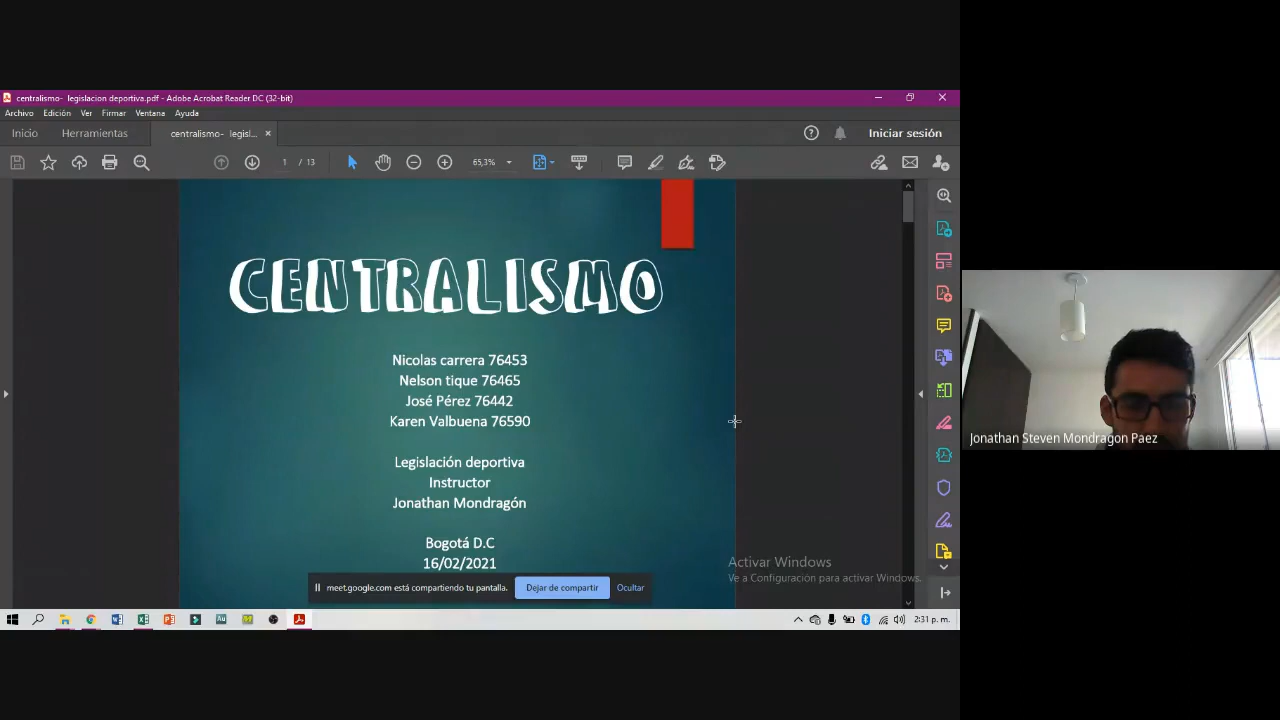 centralismo-  legislacion deportiva.pdf - Adobe Acrobat Reader DC (32-bit)
Archivo Edición Ver Firmar Ventana Ayuda
Inicio Herramientas centralismo-  legisl... Iniciar sesión
1 / 13 65,3%
CENTRALISMO
Nicolas carrera 76453
Nelson tique 76465
José Pérez 76442
Karen Valbuena 76590
Legislación deportiva
Instructor
Jonathan Mondragón
Bogotá D.C
16/02/2021
Jonathan Steven Mondragon Paez
Activar Windows
Ve a Configuración para activar Windows.
meet.google.com está compartiendo tu pantalla. Dejar de compartir Ocultar
2:31 p. m.